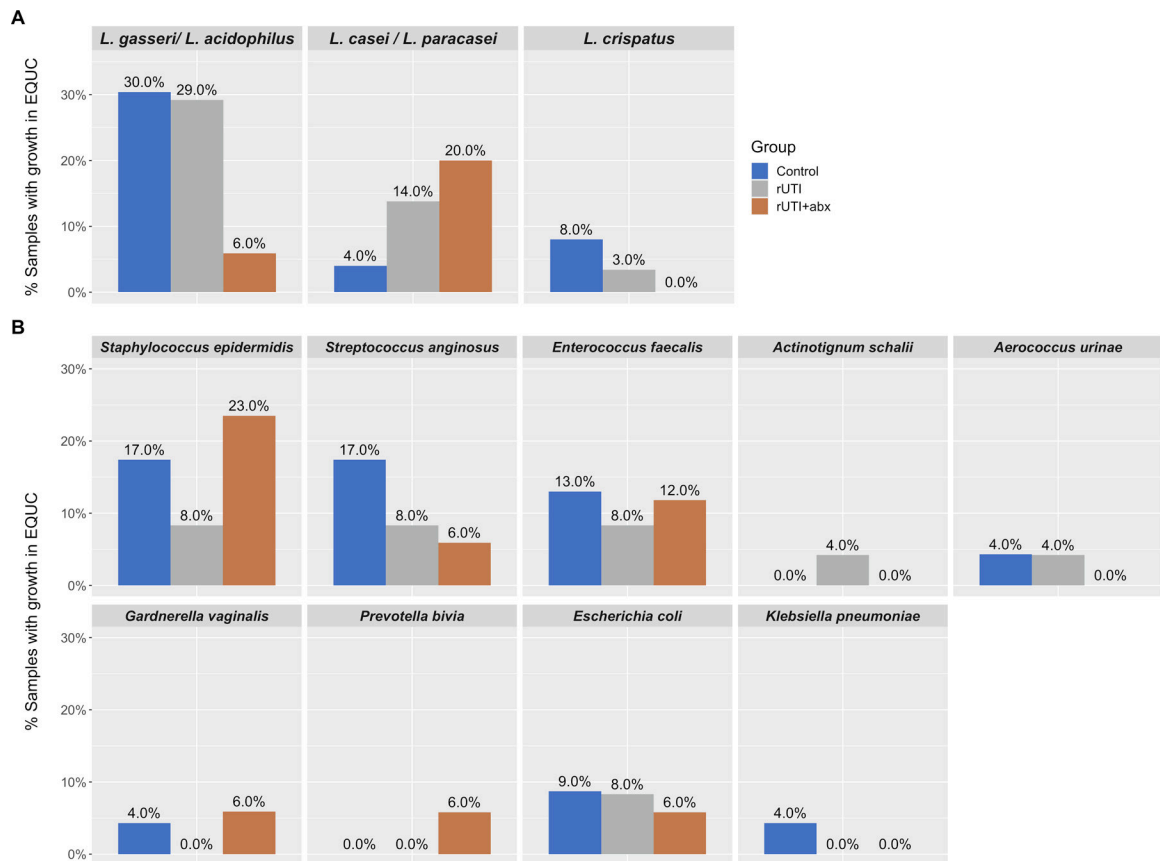 A
L. gasseri/ L. acidophilus
L. casei / L. paracasei
L. crispatus
% Samples with growth in EQUC
30%
20%
10%
0%
30.0%
29.0%
6.0%
4.0%
14.0%
20.0%
8.0%
3.0%
0.0%
Group
Control
rUTI
rUTI+abx
B
% Samples with growth in EQUC
Staphylococcus epidermidis
Streptococcus anginosus
Enterococcus faecalis
Actinotignum schalii
Aerococcus urinae
30%
20%
10%
0%
17.0%
8.0%
23.0%
17.0%
8.0%
6.0%
13.0%
8.0%
12.0%
0.0%
4.0%
0.0%
4.0%
4.0%
0.0%
Gardnerella vaginalis
Prevotella bivia
Escherichia coli
Klebsiella pneumoniae
30%
20%
10%
0%
4.0%
0.0%
6.0%
0.0%
0.0%
6.0%
9.0%
8.0%
6.0%
4.0%
0.0%
0.0%